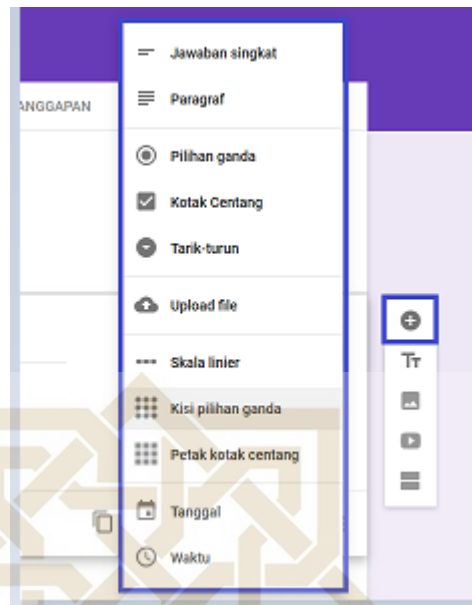 Jawaban singkat
ANGGAPAN
Paragraf
Pilihan ganda
Kotak Centang
Tarik-turun
Upload file
Skala linier
Tт
Kisi pilihan ganda
Petak kotak centang
Tanggal
Waktu